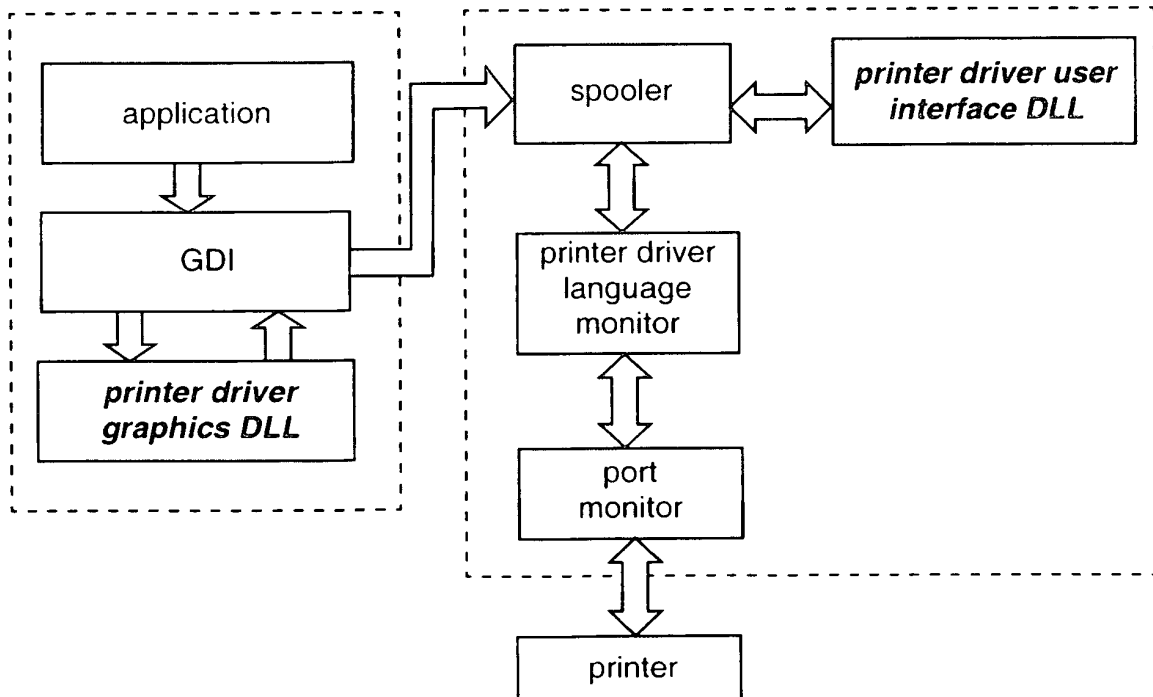 application
GDI
printer driver
graphics DLL
spooler
printer driver user
interface DLL
printer driver
language
monitor
port
monitor
printer